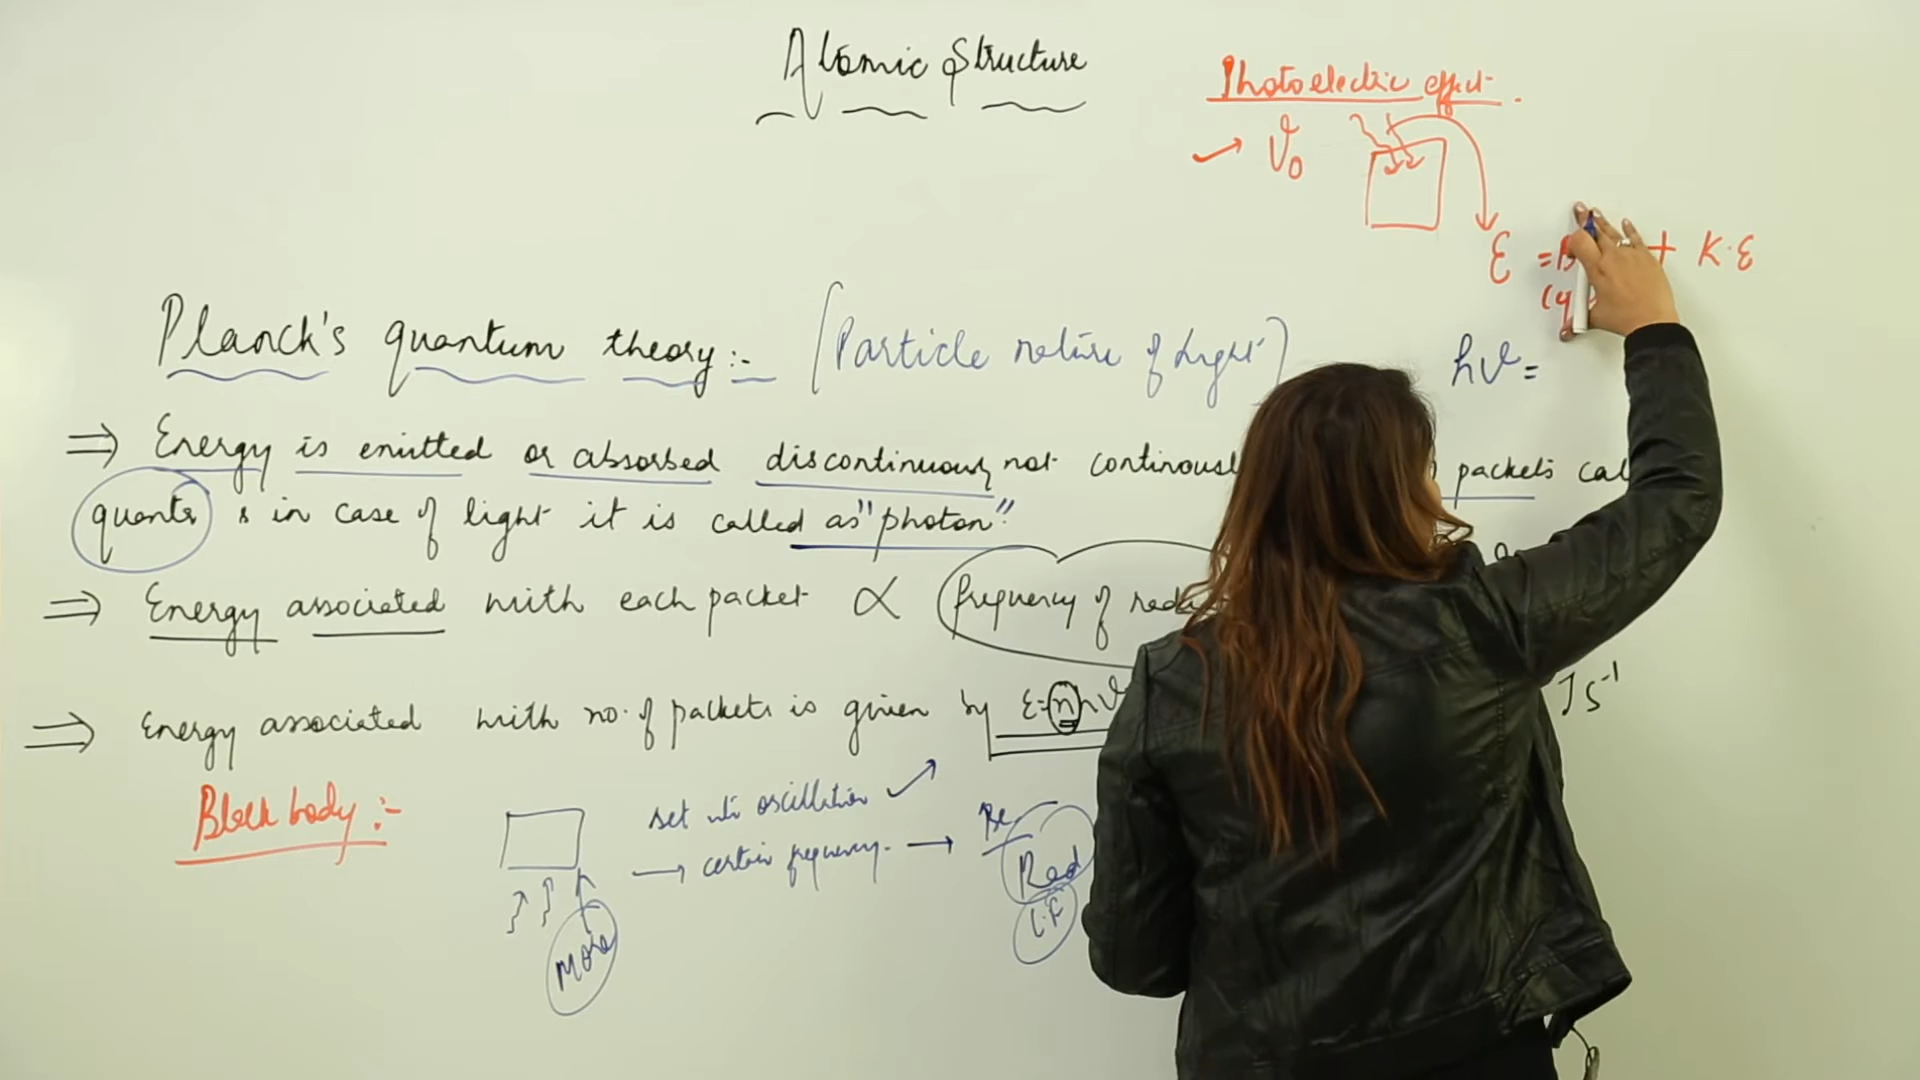 Atomic Structure
Photoelectric effect.
ν0
E = B + K.E
Planck's quantum theory:- (Particle nature of light)
hν =
⇒ Energy is emitted or absorbed discontinuously not continuousl packets cal
quanta & in case of light it is called as "photon".
⇒ Energy associated with each packet ∝ frequency of rad
⇒ Energy associated with no. of packets is given by E=nhν
J S⁻¹
Black body:-
set into oscillation
→ certain frequency. →
Red
More